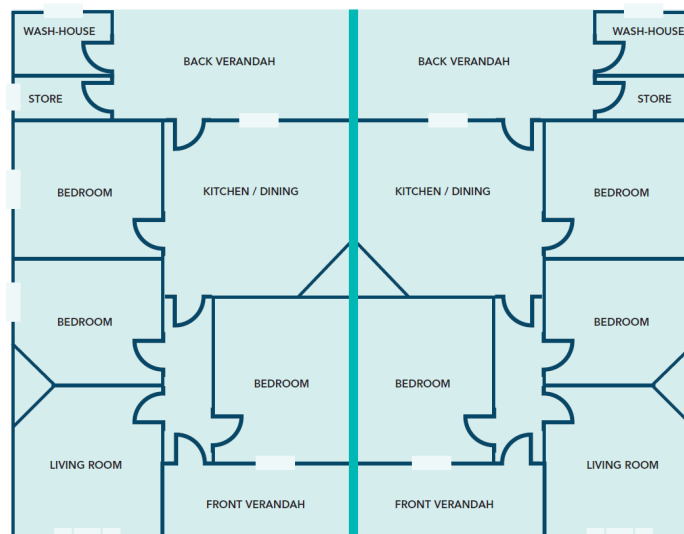 WASH-HOUSE
BACK VERANDAH
BACK VERANDAH
WASH-HOUSE
STORE
STORE
BEDROOM
KITCHEN / DINING
KITCHEN / DINING
BEDROOM
BEDROOM
BEDROOM
BEDROOM
BEDROOM
LIVING ROOM
LIVING ROOM
FRONT VERANDAH
FRONT VERANDAH